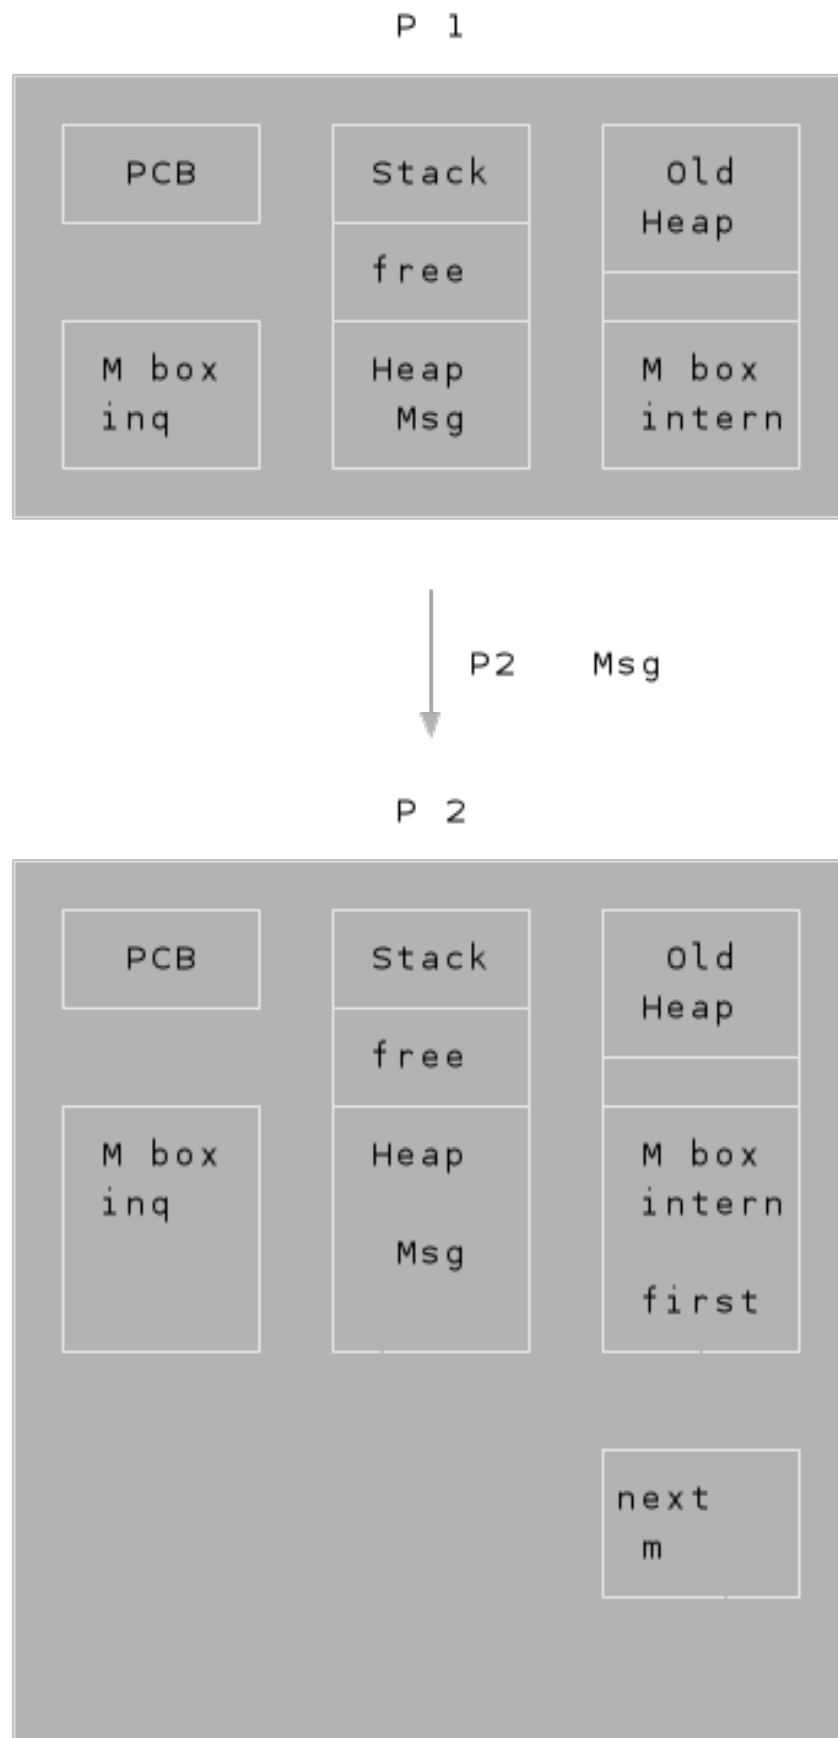 P 1
PCB
Stack
free
Old
Heap
M box
inq
Heap
Msg
M box
intern
P2 Msg
P 2
PCB
Stack
free
Old
Heap
M box
inq
Heap
Msg
M box
intern
first
next
m